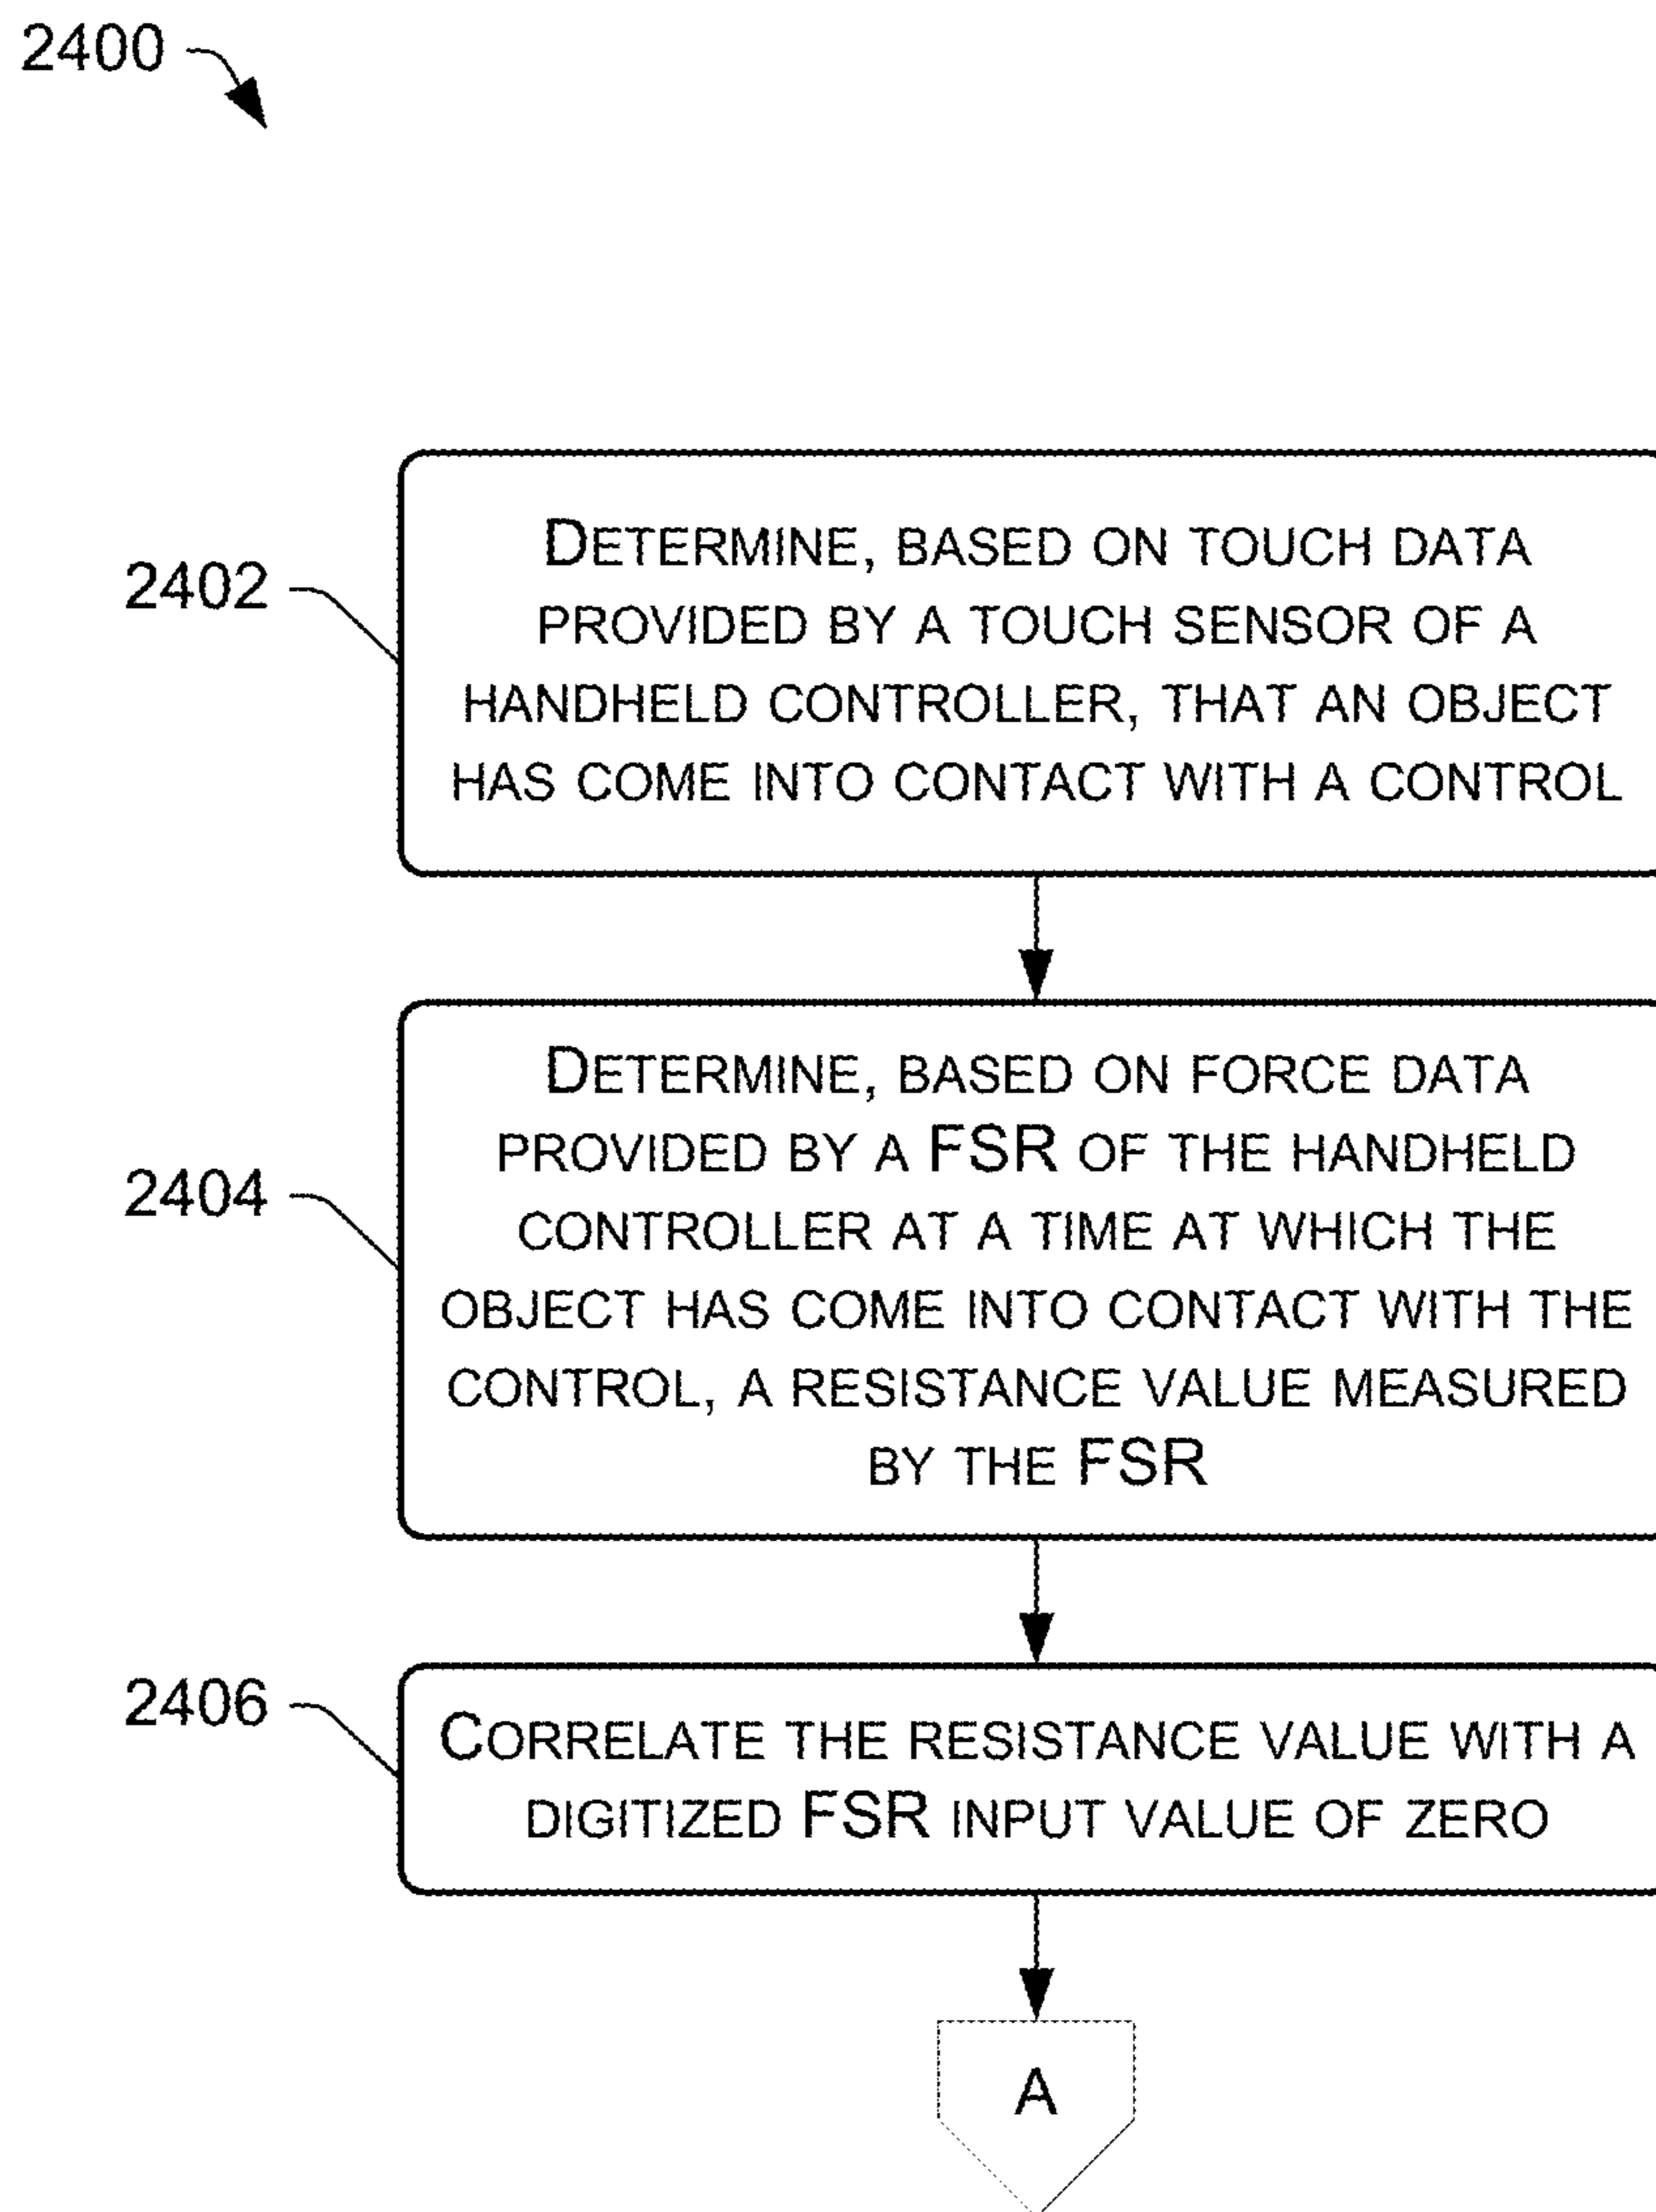 2400
2402
DETERMINE, BASED ON TOUCH DATA
PROVIDED BY A TOUCH SENSOR OF A
HANDHELD CONTROLLER, THAT AN OBJECT
HAS COME INTO CONTACT WITH A CONTROL
2404
DETERMINE, BASED ON FORCE DATA
PROVIDED BY A FSR OF THE HANDHELD
CONTROLLER AT A TIME AT WHICH THE
OBJECT HAS COME INTO CONTACT WITH THE
CONTROL, A RESISTANCE VALUE MEASURED
BY THE FSR
2406
CORRELATE THE RESISTANCE VALUE WITH A
DIGITIZED FSR INPUT VALUE OF ZERO
A